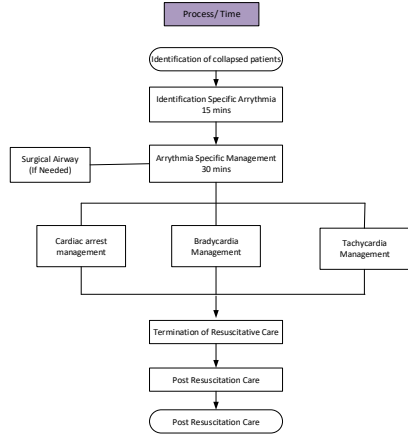 Process/ Time
Identification of collapsed patients
Identification Specific Arrythmia
15 mins
Surgical Airway
(If Needed)
Arrythmia Specific Management
30 mins
Cardiac arrest
management
Bradycardia
Management
Tachycardia
Management
Termination of Resuscitative Care
Post Resuscitation Care
Post Resuscitation Care